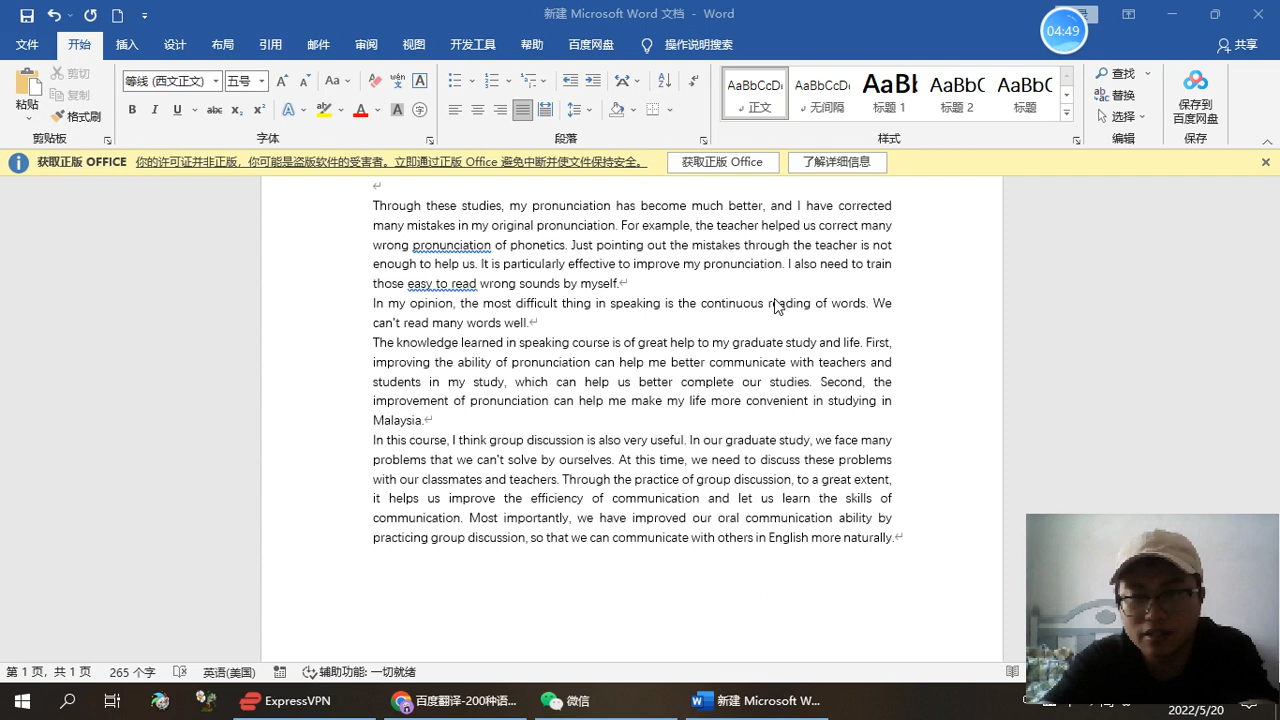 新建 Microsoft Word 文档 - Word
04:49
文件 开始 插入 设计 布局 引用 邮件 审阅 视图 开发工具 帮助 百度网盘 操作说明搜索 共享
粘贴 剪切 复制 格式刷
等线 (西文正文) 五号
AaBbCcDd AaBbCcDd AaBb AaBbC AaBbC
正文 无间隔 标题 1 标题 2 标题
查找 替换 选择
保存到 百度网盘
剪贴板 字体 段落 样式 编辑 保存
获取正版 OFFICE 你的许可证并非正版，你可能是盗版软件的受害者。立即通过正版 Office 避免中断并使文件保持安全。 获取正版 Office 了解详细信息
Through these studies, my pronunciation has become much better, and I have corrected
many mistakes in my original pronunciation. For example, the teacher helped us correct many
wrong pronunciation of phonetics. Just pointing out the mistakes through the teacher is not
enough to help us. It is particularly effective to improve my pronunciation. I also need to train
those easy to read wrong sounds by myself.
In my opinion, the most difficult thing in speaking is the continuous reading of words. We
can't read many words well.
The knowledge learned in speaking course is of great help to my graduate study and life. First,
improving the ability of pronunciation can help me better communicate with teachers and
students in my study, which can help us better complete our studies. Second, the
improvement of pronunciation can help me make my life more convenient in studying in
Malaysia.
In this course, I think group discussion is also very useful. In our graduate study, we face many
problems that we can't solve by ourselves. At this time, we need to discuss these problems
with our classmates and teachers. Through the practice of group discussion, to a great extent,
it helps us improve the efficiency of communication and let us learn the skills of
communication. Most importantly, we have improved our oral communication ability by
practicing group discussion, so that we can communicate with others in English more naturally.
第 1 页，共 1 页 265 个字 英语(美国) 辅助功能: 一切就绪
ExpressVPN 百度翻译-200种语... 微信 新建 Microsoft W...
2022/5/20